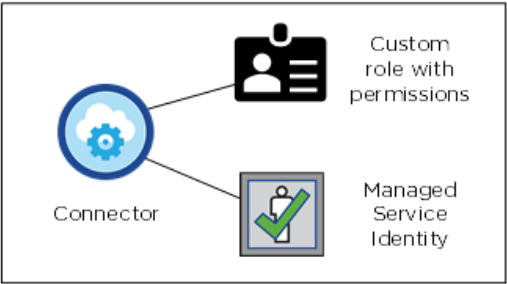 Custom
role with
permissions
Connector
Managed
Service
Identity